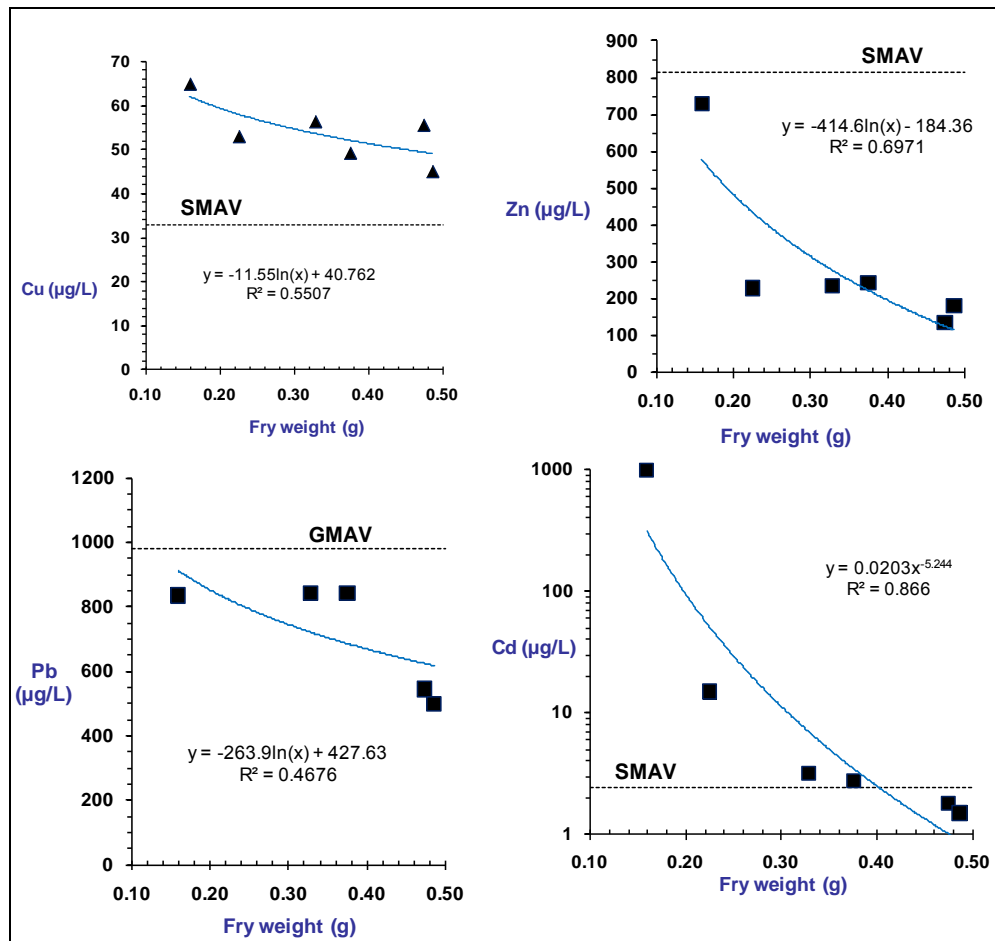 70
60
50
40
30
20
10
0
0.10
0.20
0.30
0.40
0.50
Cu (µg/L)
Fry weight (g)
SMAV
y = -11.55ln(x) + 40.762
R² = 0.5507
900
800
700
600
500
400
300
200
100
0
0.10
0.20
0.30
0.40
0.50
Zn (µg/L)
Fry weight (g)
SMAV
y = -414.6ln(x) - 184.36
R² = 0.6971
1200
1000
800
600
400
200
0
0.10
0.20
0.30
0.40
0.50
Pb
(µg/L)
Fry weight (g)
GMAV
y = -263.9ln(x) + 427.63
R² = 0.4676
1000
100
10
1
0.10
0.20
0.30
0.40
0.50
Cd (µg/L)
Fry weight (g)
SMAV
y = 0.0203x^-5.244
R² = 0.866